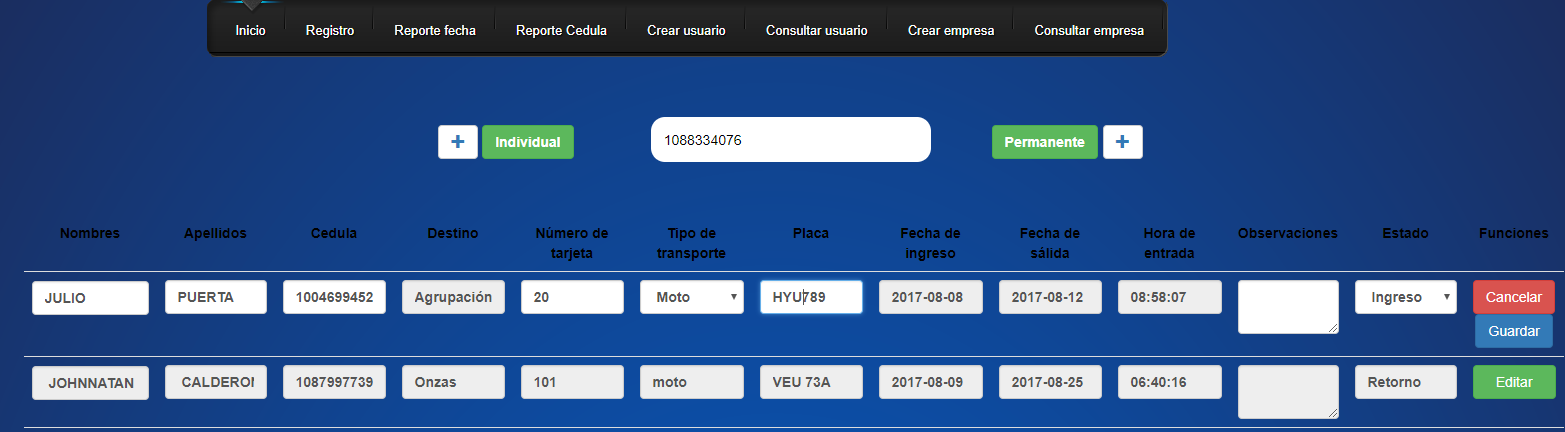 Inicio Registro Reporte fecha Reporte Cedula Crear usuario Consultar usuario Crear empresa Consultar empresa
+ Individual 1088334076 Permanente +
Nombres Apellidos Cedula Destino Número de tarjeta Tipo de transporte Placa Fecha de ingreso Fecha de sálida Hora de entrada Observaciones Estado Funciones
JULIO PUERTA 1004699452 Agrupación 20 Moto HYU789 2017-08-08 2017-08-12 08:58:07 Ingreso Cancelar
Guardar
JOHNNATAN CALDERON 1087997739 Onzas 101 moto VEU 73A 2017-08-09 2017-08-25 06:40:16 Retorno Editar